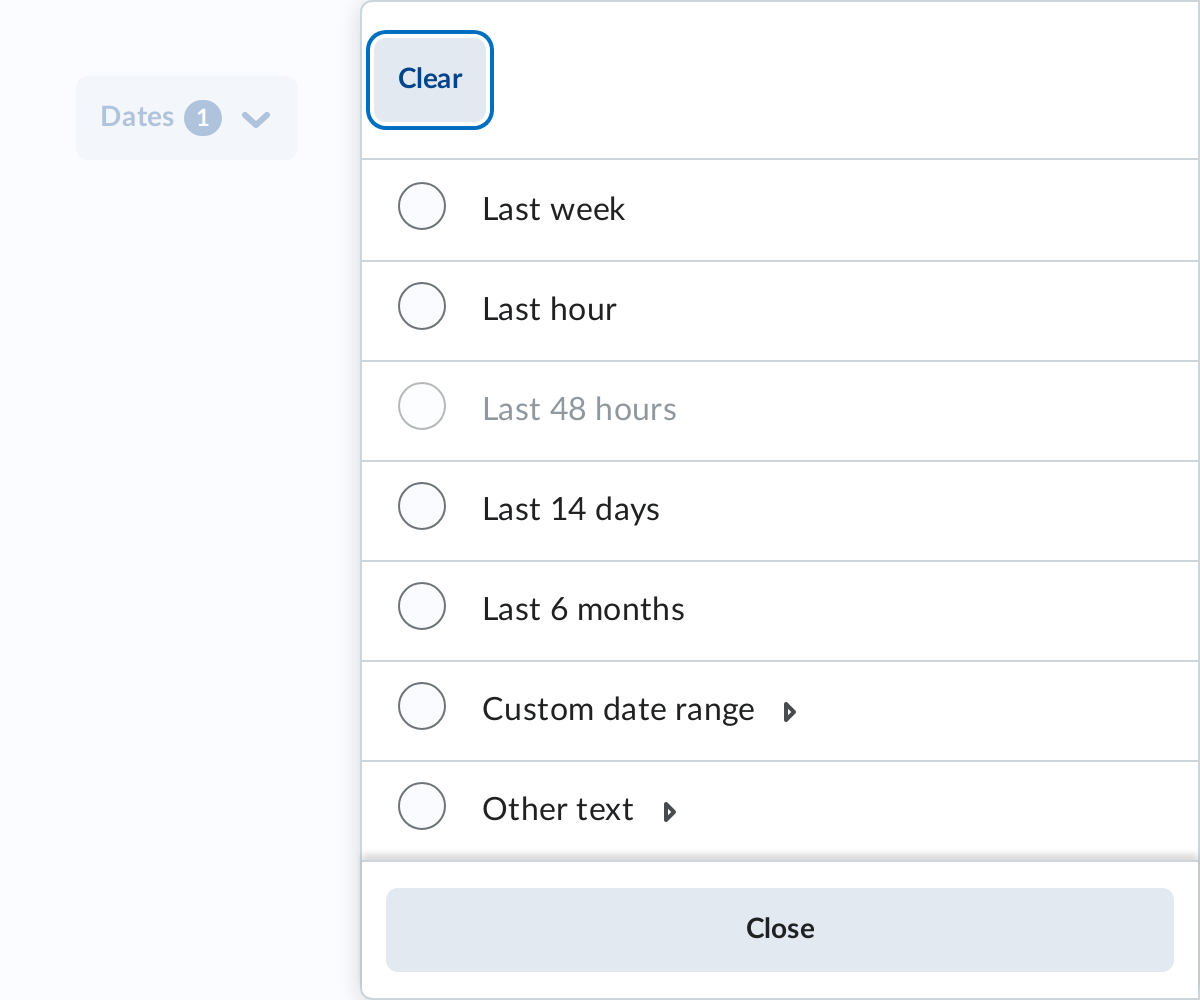 Clear
Dates 1
Last week
Last hour
Last 48 hours
Last 14 days
Last 6 months
Custom date range
Other text
Close